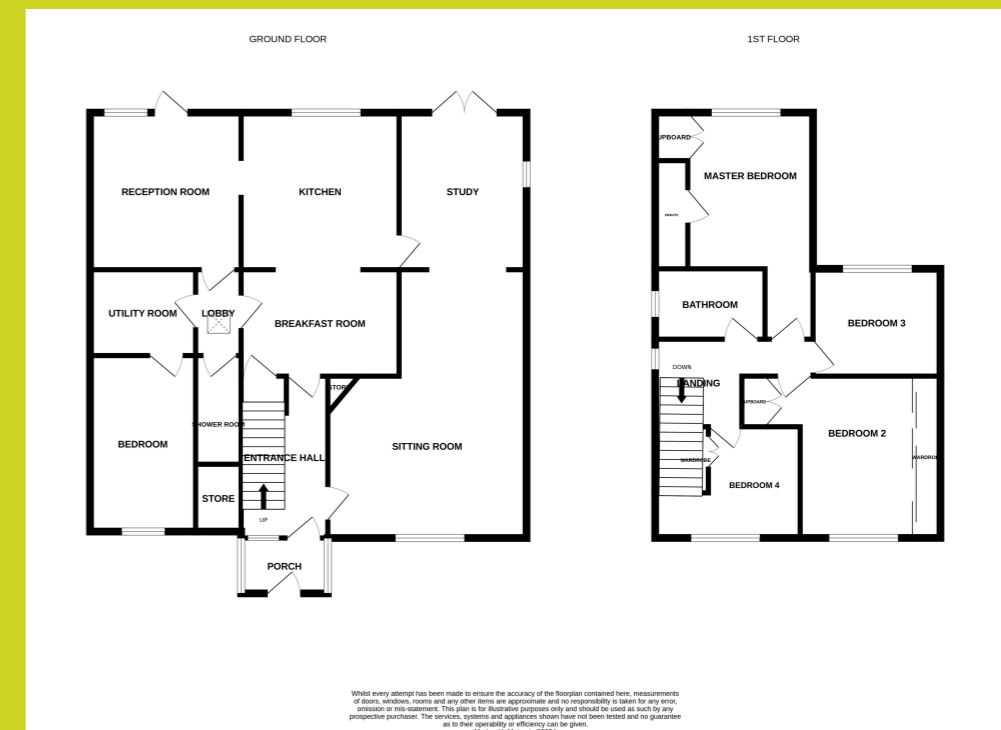 GROUND FLOOR
1ST FLOOR
RECEPTION ROOM
KITCHEN
STUDY
UTILITY ROOM
LOBBY
BREAKFAST ROOM
STORE
BEDROOM
SHOWER ROOM
SITTING ROOM
ENTRANCE HALL
STORE
UP
PORCH
UPBOARD
MASTER BEDROOM
ENSUITE
BATHROOM
BEDROOM 3
DOWN
LANDING
UPBOARD
BEDROOM 2
WARDROBE
WARDROB
BEDROOM 4
Whilst every attempt has been made to ensure the accuracy of the floorplan contained here, measurements
of doors, windows, rooms and any other items are approximate and no responsibility is taken for any error,
omission or mis-statement. This plan is for illustrative purposes only and should be used as such by any
prospective purchaser. The services, systems and appliances shown have not been tested and no guarantee
as to their operability or efficiency can be given.